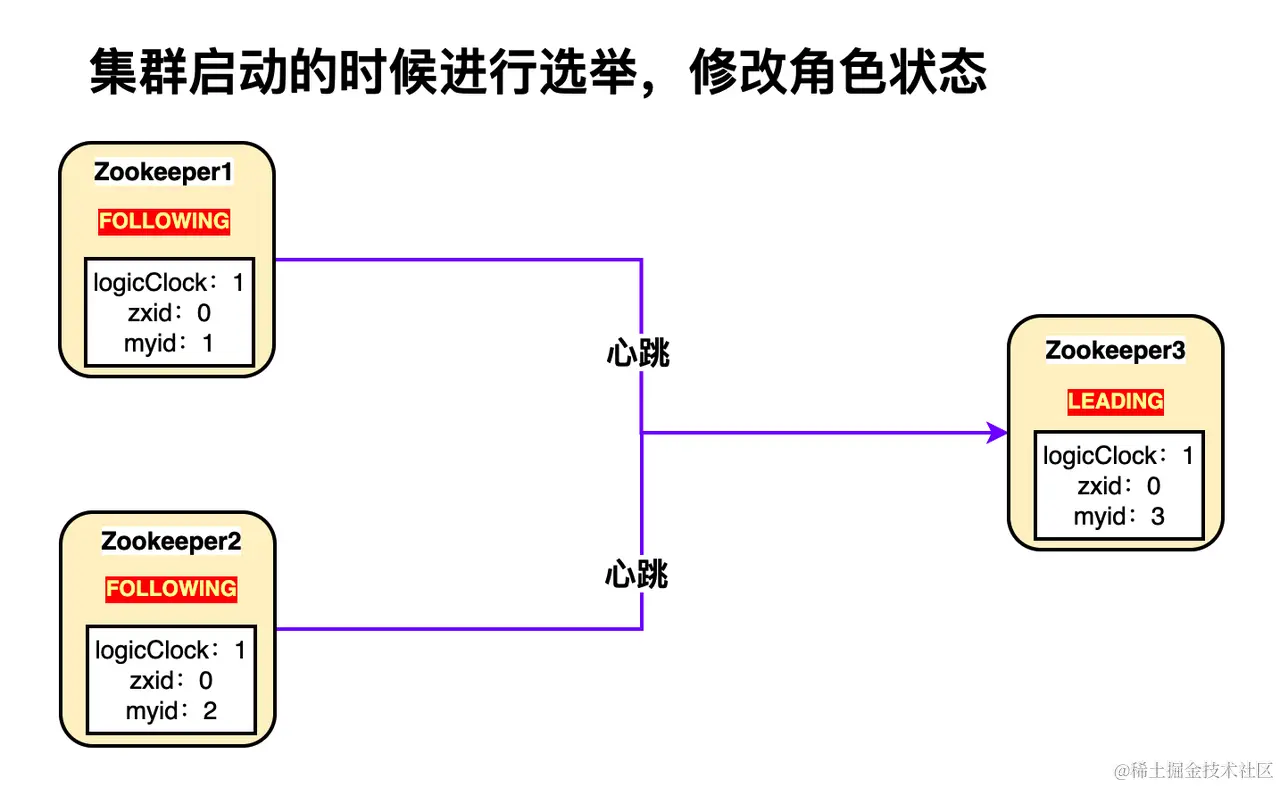 集群启动的时候进行选举，修改角色状态
Zookeeper1
FOLLOWING
logicClock：1
zxid：0
myid：1
心跳
Zookeeper3
LEADING
logicClock：1
zxid：0
myid：3
Zookeeper2
FOLLOWING
logicClock：1
zxid：0
myid：2
心跳
@稀土掘金技术社区